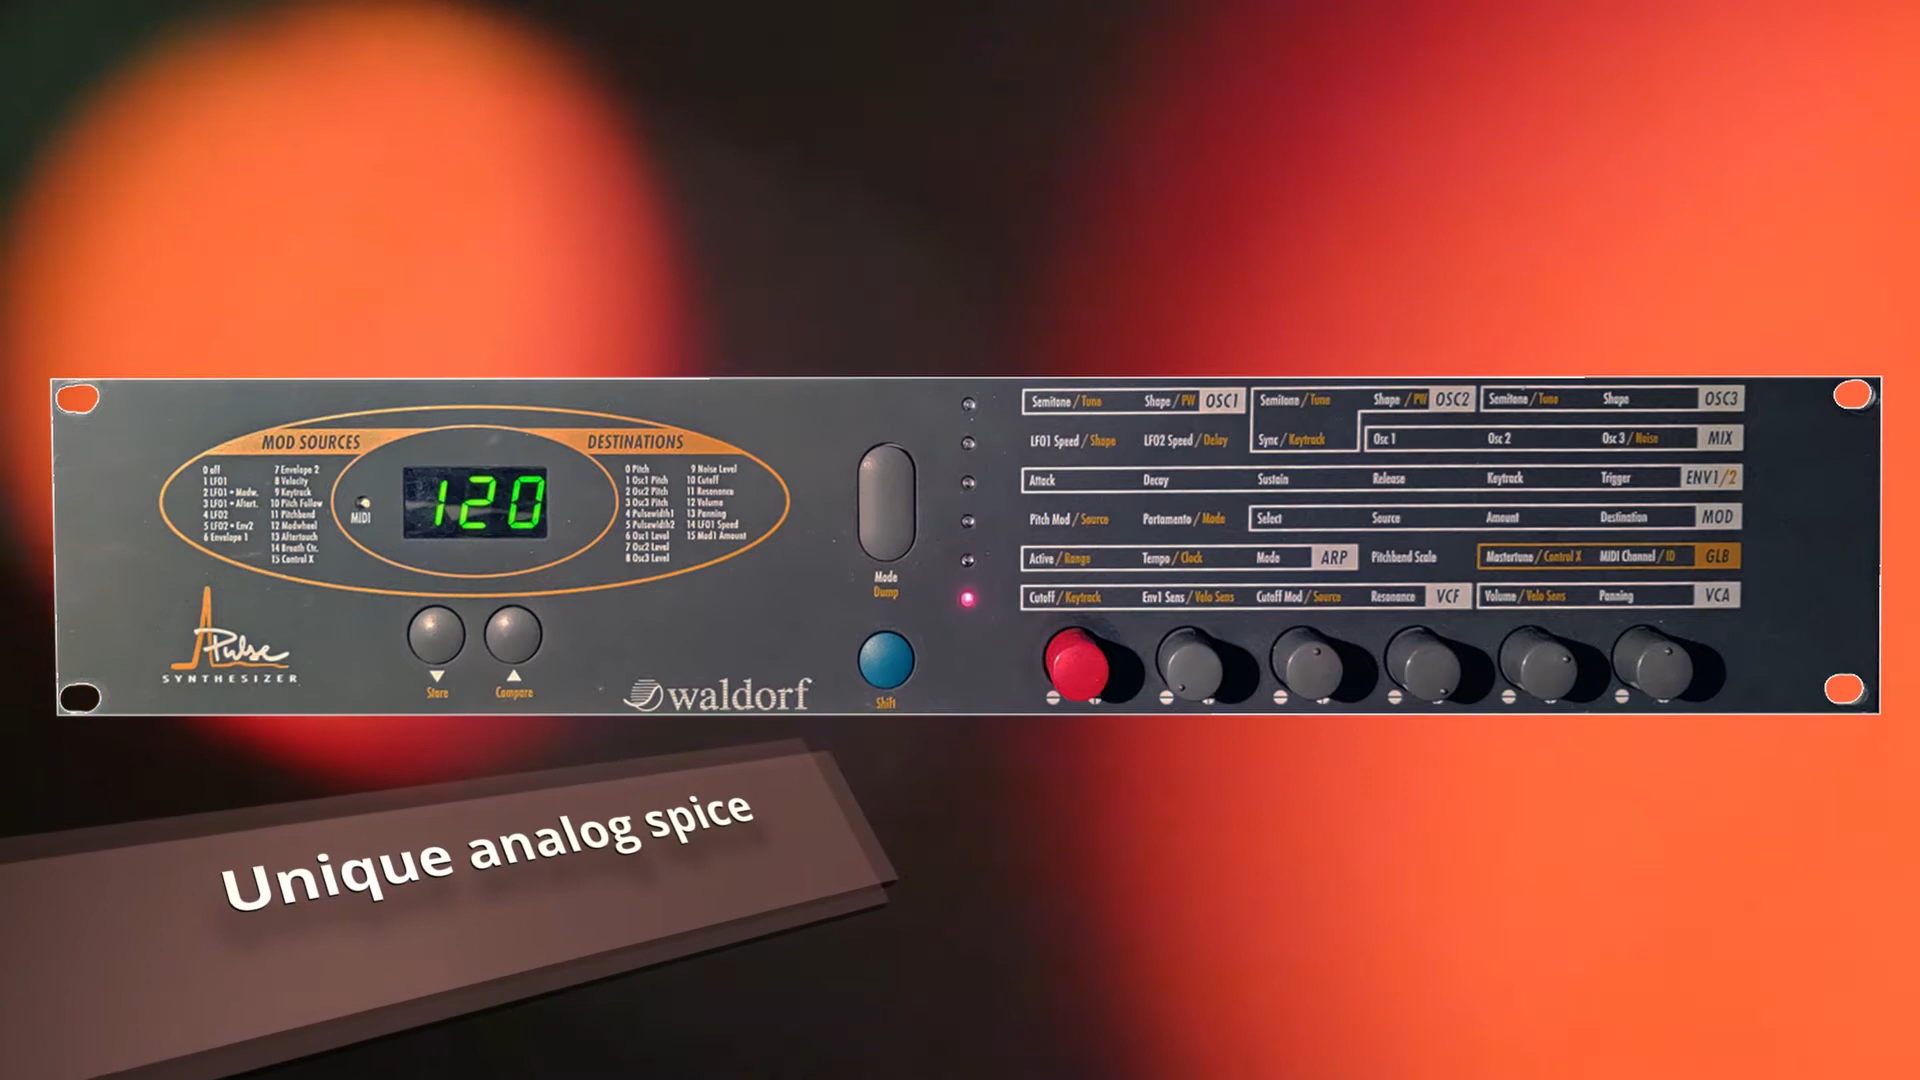 MOD SOURCES
DESTINATIONS
0 off
1 LFO1
2 LFO1 • Modw.
3 LFO1 • Aftert.
4 LFO2
5 LFO2 • Env2
6 Envelope 1
7 Envelope 2
8 Velocity
9 Keytrack
10 Pitch Follow
11 Pitchbend
12 Modwheel
13 Aftertouch
14 Breath Ctr.
15 Control X
MIDI
120
0 Pitch
1 Osc1 Pitch
2 Osc2 Pitch
3 Osc3 Pitch
4 Pulsewidth1
5 Pulsewidth2
6 Osc1 Level
7 Osc2 Level
8 Osc3 Level
9 Noise Level
10 Cutoff
11 Resonance
12 Volume
13 Panning
14 LFO1 Speed
15 Mod1 Amount
Pulse
SYNTHESIZER
Store
Compare
waldorf
Mode
Dump
Shift
Semitone / Tune Shape / PW OSC1 Semitone / Tune Shape / PW OSC2 Semitone / Tune Shape OSC3
LFO1 Speed / Shape LFO2 Speed / Delay Sync / Keytrack Osc 1 Osc 2 Osc 3 / Noise MIX
Attack Decay Sustain Release Keytrack Trigger ENV1/2
Pitch Mod / Source Portamento / Mode Select Source Amount Destination MOD
Active / Range Tempo / Clock Mode ARP Pitchbend Scale Mastertune / Control X MIDI Channel / ID GLB
Cutoff / Keytrack Env1 Sens / Velo Sens Cutoff Mod / Source Resonance VCF Volume / Velo Sens Panning VCA
Unique analog spice